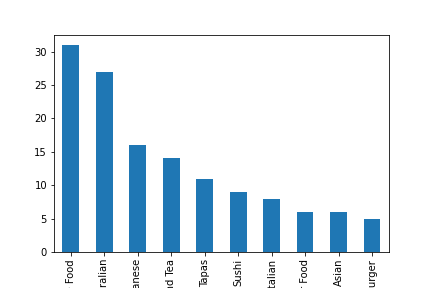 30
25
20
15
10
5
0
Food
ralian
anese
d Tea
Tapas
Sushi
talian
Food
Asian
urger